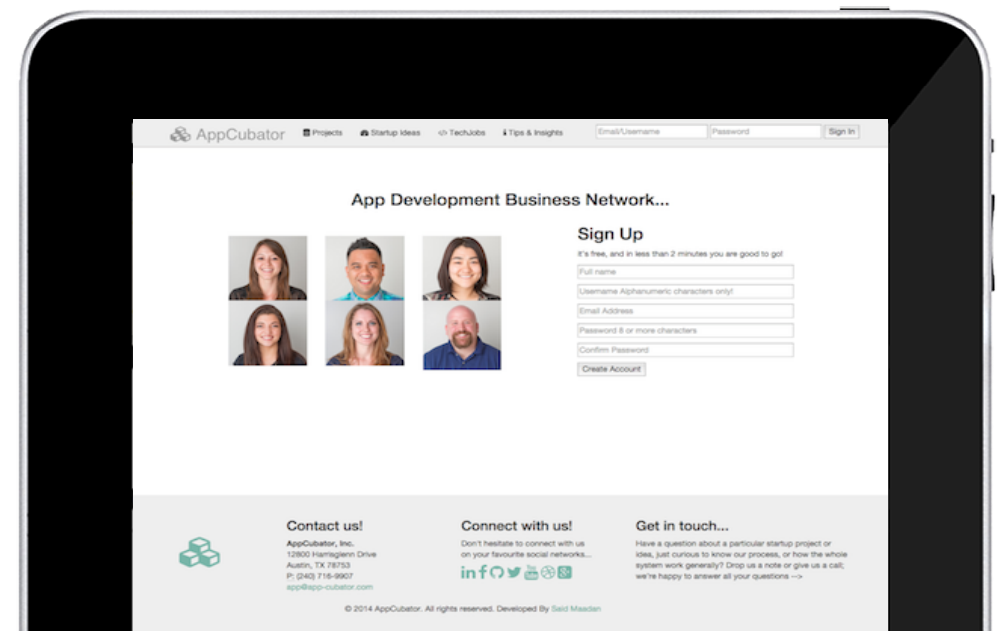 AppCubator
Projects
Startup Ideas
</> TechJobs
Tips & Insights
Email/Username
Password
Sign In
App Development Business Network...
Sign Up
It's free, and in less than 2 minutes you are good to go!
Full name
Username Alphanumeric characters only!
Email Address
Password 8 or more characters
Confirm Password
Create Account
Contact us!
AppCubator, Inc.
12800 Harrisglenn Drive
Austin, TX 78753
P: (240) 716-9907
app@app-cubator.com
Connect with us!
Don't hesitate to connect with us
on your favourite social networks...
in f You Tube g+
Get in touch...
Have a question about a particular startup project or
idea, just curious to know our process, or how the whole
system work generally? Drop us a note or give us a call;
we're happy to answer all your questions -->
© 2014 AppCubator. All rights reserved. Developed By Said Maadan